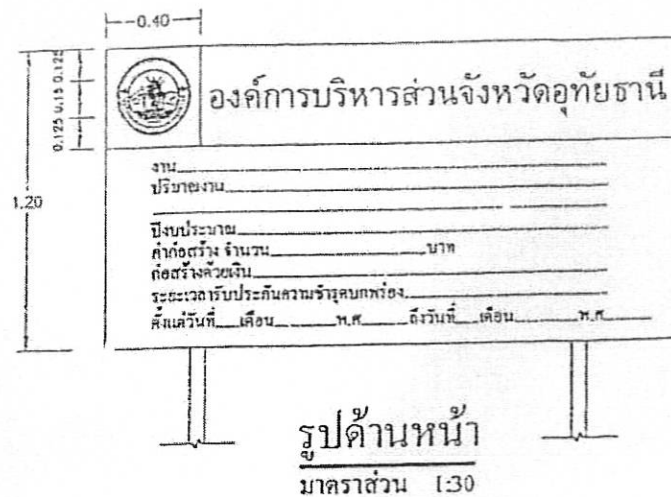 0.40
0.125 0.15 0.125
1.20
องค์การบริหารส่วนจังหวัดอุทัยธานี
งาน
ปริมาณงาน
ปีงบประมาณ
ค่าก่อสร้าง จำนวน บาท
ก่อสร้างด้วยเงิน
ระยะเวลารับประกันความชำรุดบกพร่อง
ตั้งแต่วันที่ เดือน พ.ศ. ถึงวันที่ เดือน พ.ศ.
รูปด้านหน้า
มาตราส่วน 1:30